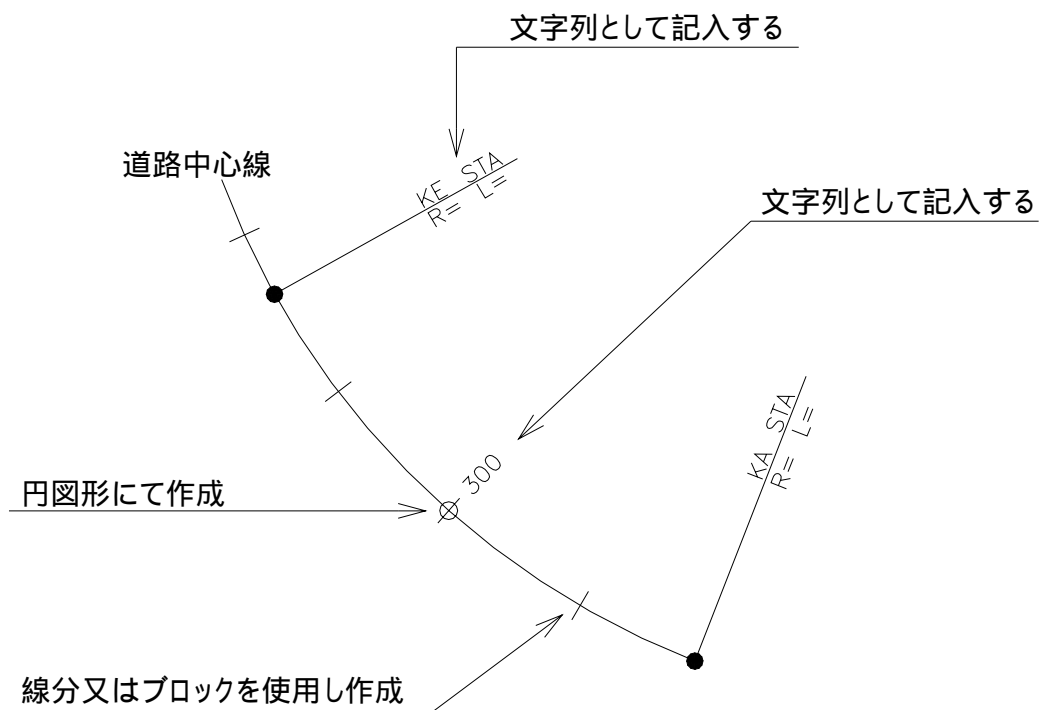 文字列として記入する
道路中心線
KE STA
R= L=
文字列として記入する
KA STA
R= L=
300
円図形にて作成
線分又はブロックを使用し作成